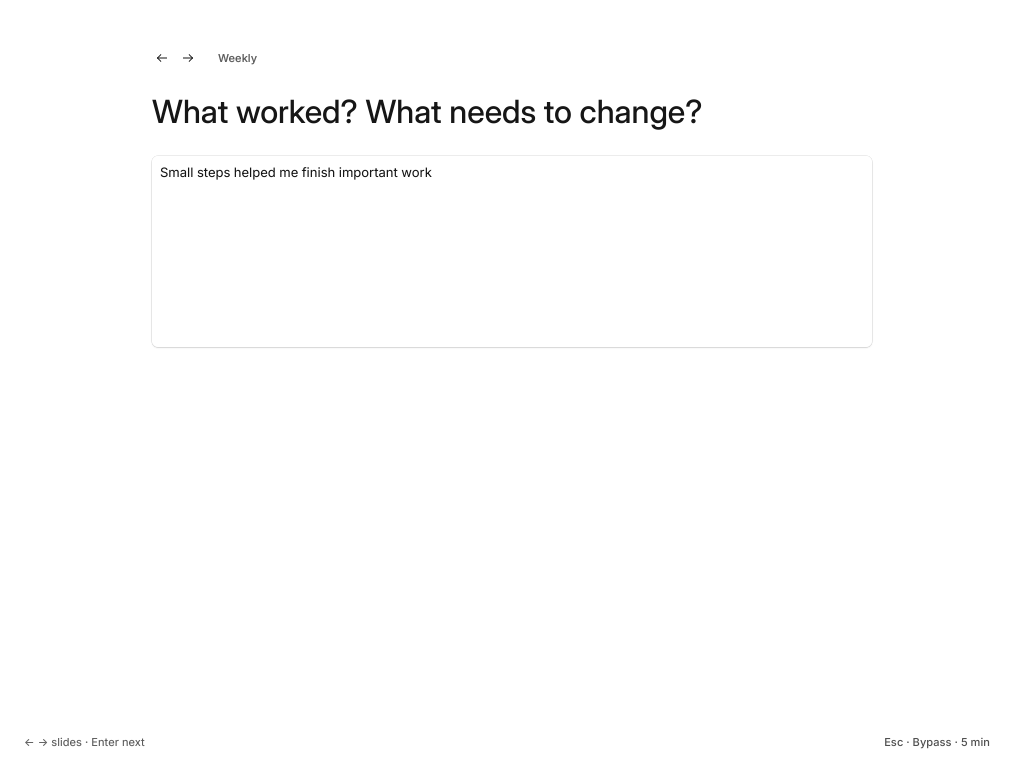 ← → Weekly
What worked? What needs to change?
Small steps helped me finish important work
← → slides · Enter next
Esc · Bypass · 5 min